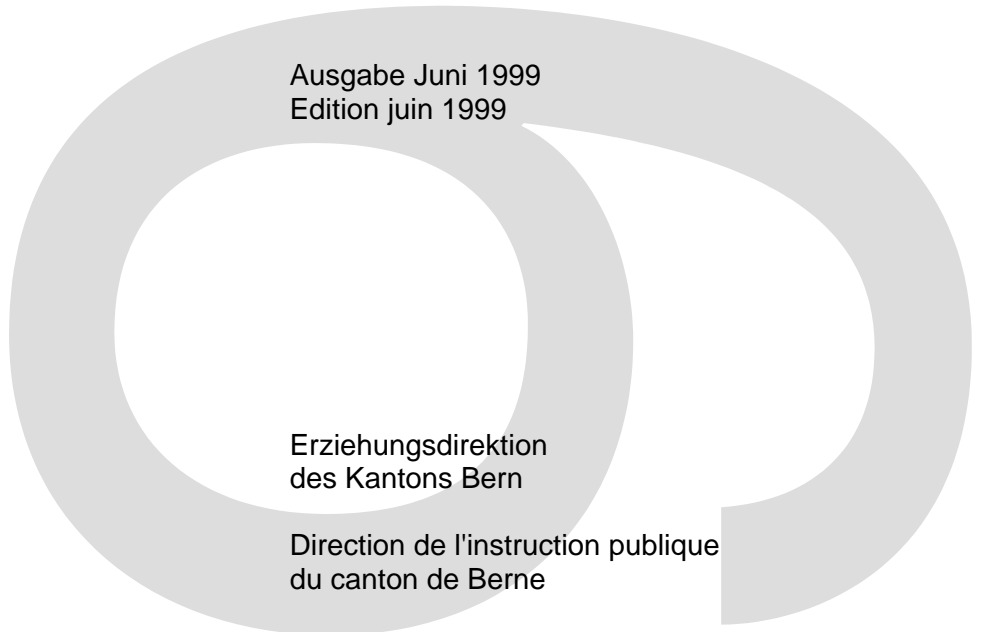 Ausgabe Juni 1999
Edition juin 1999
Erziehungsdirektion
des Kantons Bern
Direction de l'instruction publique
du canton de Berne